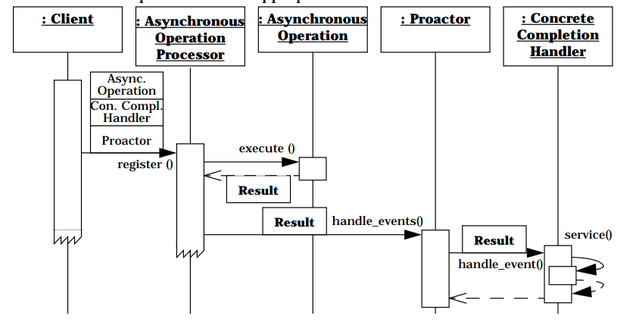 : Client
: Asynchronous
Operation
Processor
: Asynchronous
Operation
: Proactor
: Concrete
Completion
Handler
Async.
Operation
Con. Compl.
Handler
Proactor
register ()
execute ()
Result
Result
handle_events()
Result
service()
handle_event()